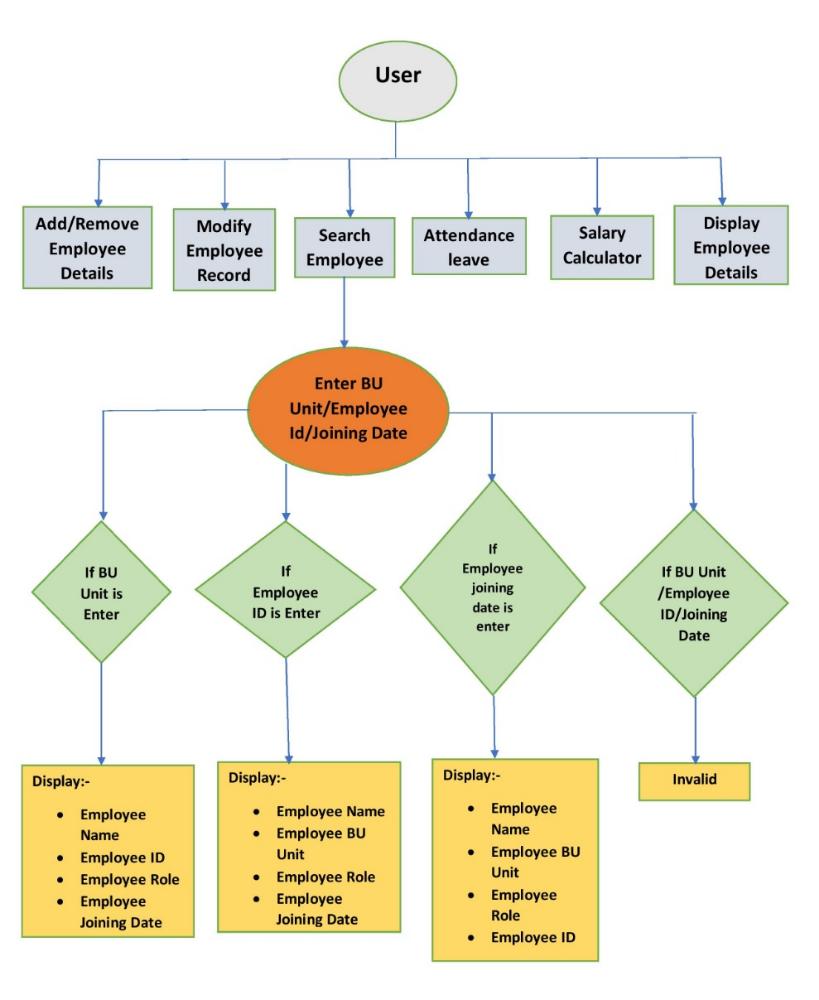 User
Add/Remove
Employee
Details
Modify
Employee
Record
Search
Employee
Attendance
leave
Salary
Calculator
Display
Employee
Details
Enter BU
Unit/Employee
Id/Joining Date
If BU
Unit is
Enter
If
Employee
ID is Enter
If
Employee
joining
date is
enter
If BU Unit
/Employee
ID/Joining
Date
Display:-
• Employee
Name
• Employee ID
• Employee Role
• Employee
Joining Date
Display:-
• Employee Name
• Employee BU
Unit
• Employee Role
• Employee
Joining Date
Display:-
• Employee
Name
• Employee BU
Unit
• Employee
Role
• Employee ID
Invalid